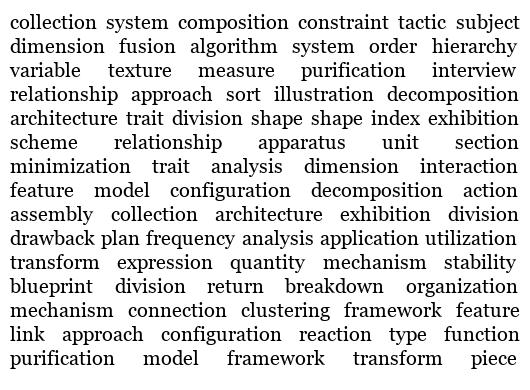 collection system composition constraint tactic subject
dimension fusion algorithm system order hierarchy
variable texture measure purification interview
relationship approach sort illustration decomposition
architecture trait division shape shape index exhibition
scheme relationship apparatus unit section
minimization trait analysis dimension interaction
feature model configuration decomposition action
assembly collection architecture exhibition division
drawback plan frequency analysis application utilization
transform expression quantity mechanism stability
blueprint division return breakdown organization
mechanism connection clustering framework feature
link approach configuration reaction type function
purification model framework transform piece